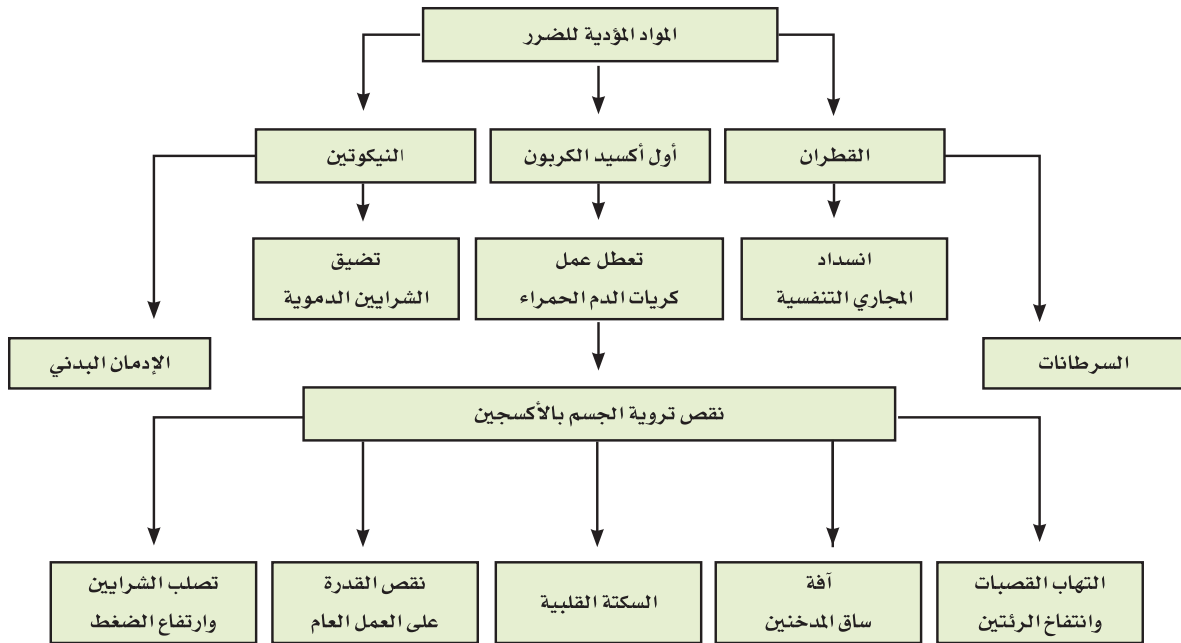 المواد المؤدية للضرر
القطران
أول أكسيد الكربون
النيكوتين
انسداد
المجاري التنفسية
تعطل عمل
كريات الدم الحمراء
تضيق
الشرايين الدموية
السرطانات
الإدمان البدني
نقص تروية الجسم بالأكسجين
التهاب القصبات
وانتفاخ الرئتين
آفة
ساق المدخنين
السكتة القلبية
نقص القدرة
على العمل العام
تصلب الشرايين
وارتفاع الضغط